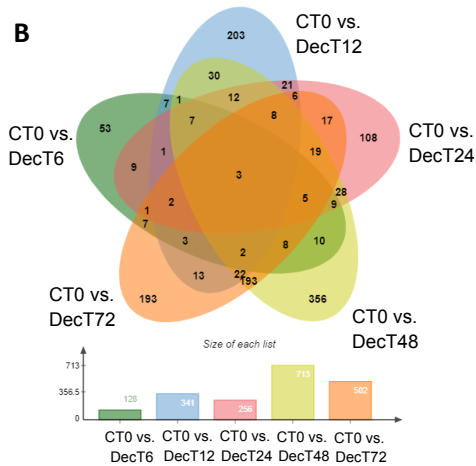 B
CT0 vs.
DecT12
203
30
21
6
7 1
12
8
17
7
CT0 vs.
DecT6
53
108
CT0 vs.
DecT24
19
1
9
3
28
9
5
2
1
7
3
2
8
10
13
22
193
193
356
CT0 vs.
DecT72
CT0 vs.
DecT48
Size of each list
713
356.5
0
128
341
256
713
502
CT0 vs.
DecT6
CT0 vs.
DecT12
CT0 vs.
DecT24
CT0 vs.
DecT48
CT0 vs.
DecT72